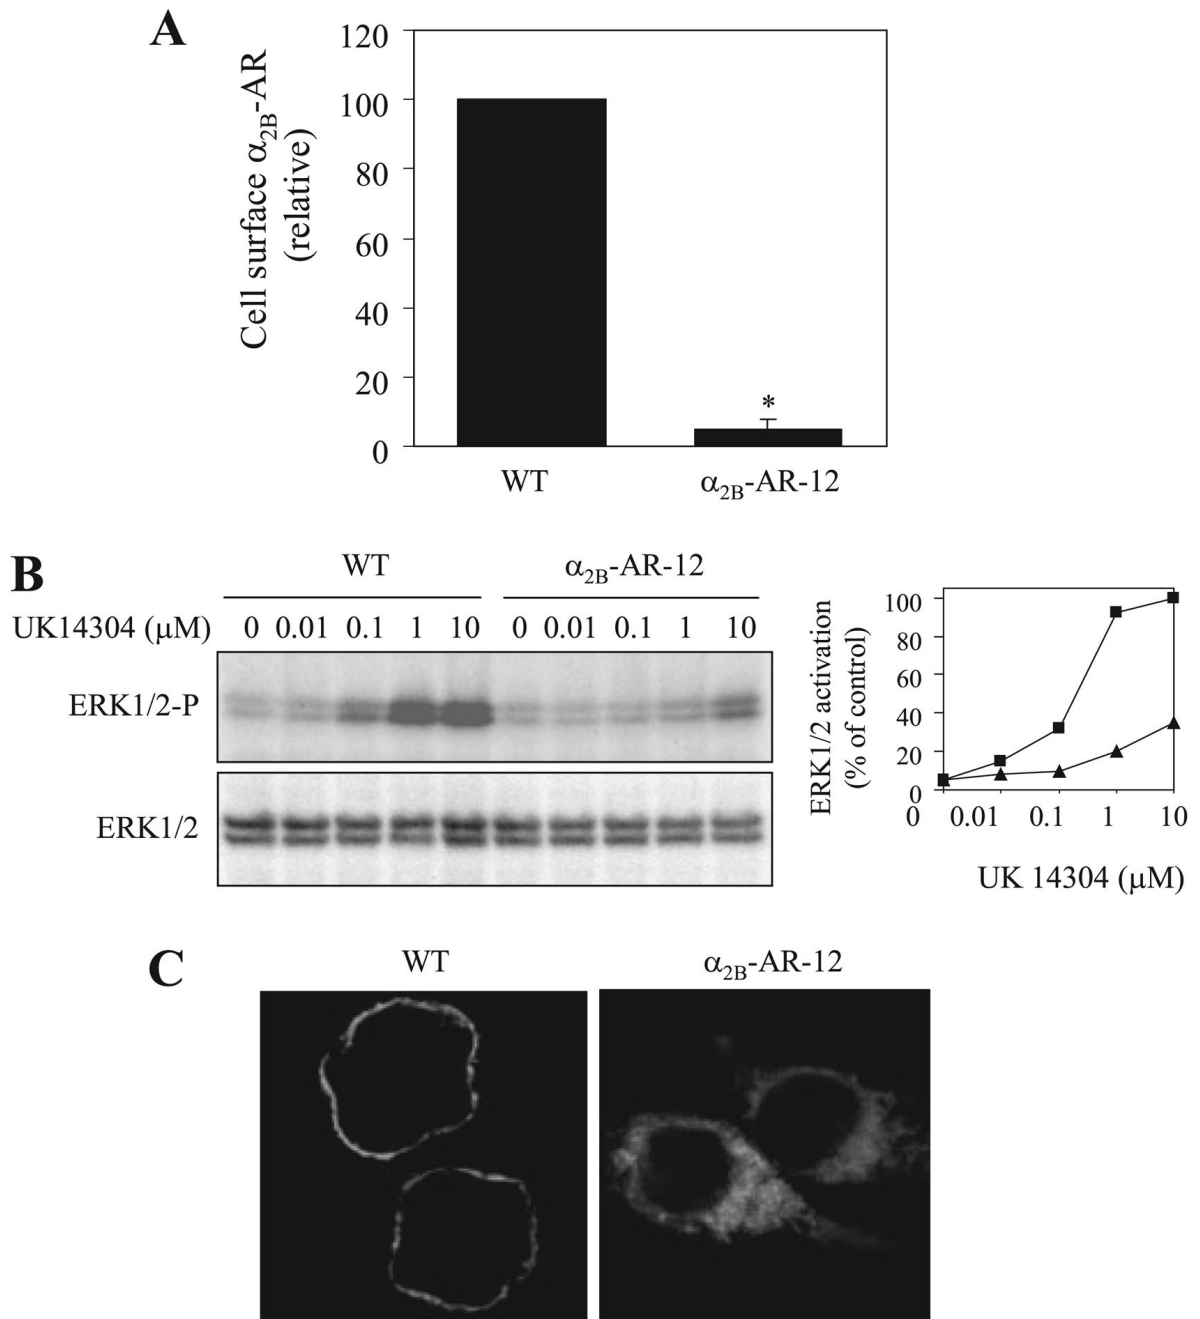 A
Cell surface α2B-AR
(relative)
120
100
80
60
40
20
0
*
WT
α2B-AR-12
B
WT
α2B-AR-12
UK14304 (μM)
0 0.01 0.1 1 10 0 0.01 0.1 1 10
ERK1/2-P
ERK1/2
ERK1/2 activation
(% of control)
100
80
60
40
20
0
0 0.01 0.1 1 10
UK 14304 (μM)
C
WT
α2B-AR-12